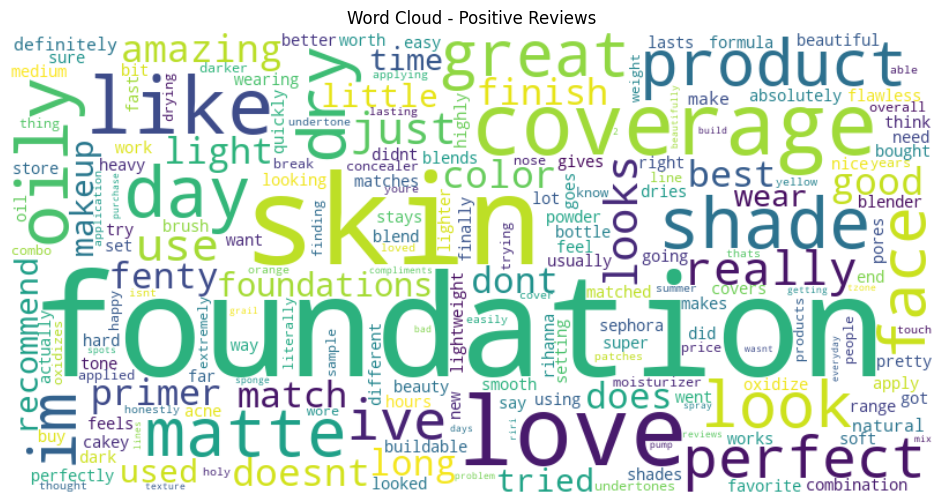 Word Cloud - Positive Reviews
definitely
sure
amazing
better worth easy
great
lasts formula beautiful
product
medium
bit
darker
time
applying
weight
able
thing
oily
like
fast
drying
wearing
dry
little
finish
make absolutely flawless
overall
store
work
undertone
quickly
just
highly
coverage
2
build
beautifully
think
need
bought
oil
makeup
heavy
light
break
lasting
concealer
didnt
blends
nose
gives
right
line
best
nice years
combo
application
purchase
day
looking
matches
youre
color
goes
know
dries
yellow
wear
good
blender
try
set
brush
want
finding
skin
stays
blend
loved
lighter
finally
lot
powder
bottle
feel
looks
shade
pores
face
use
usually
going
thats
end
trying
really
recommend
actually
oxidizes
isnt
fenty
orange
foundations
compliments
dont
matched
summer
covers
getting
tzone
happy
grail
cover
makes
touch
foundation
hard
spots
tone
extremely
way
literally
sample
bad
lightweight
easily
rihanna
setting
sephora
super
did
price
wasnt
products
everyday
people
patches
applied
far
sponge
different
beauty
smooth
moisturizer
pretty
im
primer
match
hours
new
say using
does
went
look
oxidize
apply
honestly
acne
wore
ive
love
range
got
feels
cakey
natural
buy
dark
lines
matte
holy
buildable
days
riri
spray
pump
reviews
works
soft
mix
perfectly
used
doesnt
long
looked
problem
tried
shades
perfect
thought
texture
undertones
favorite combination